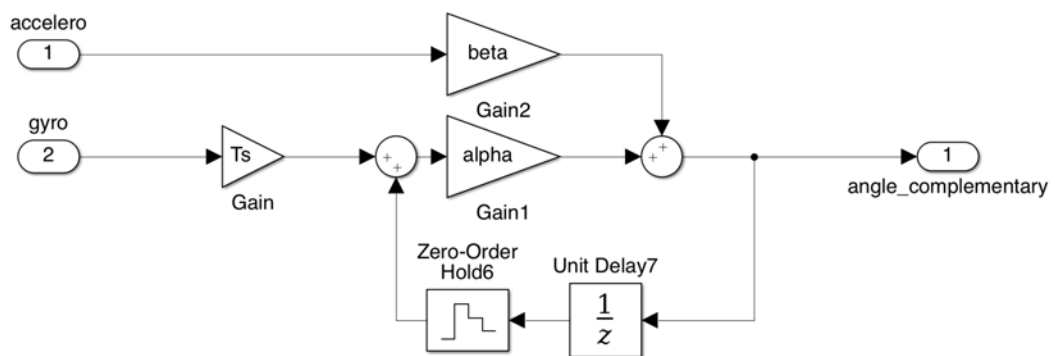 accelero
1
beta
Gain2
gyro
2
Ts
Gain
+
+
alpha
Gain1
+
+
1
angle_complementary
Zero-Order
Hold6
Unit Delay7
1
z